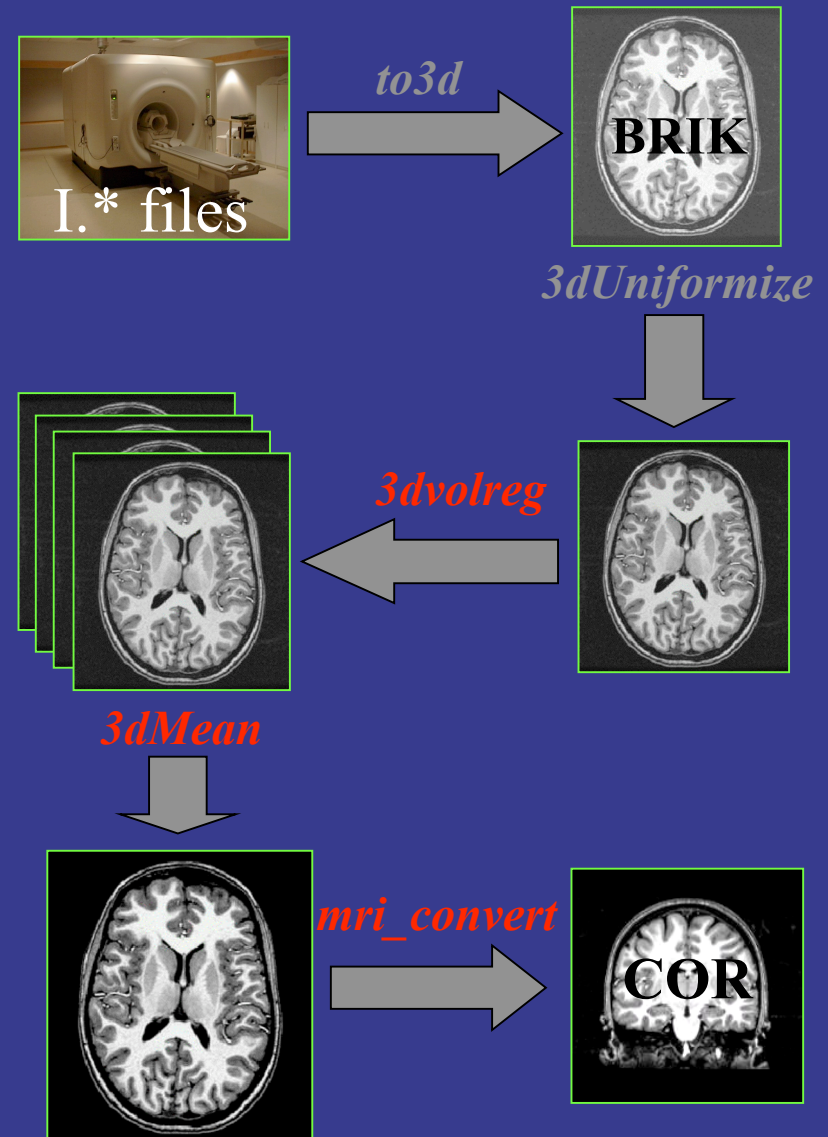 to3d
I.* files
BRIK
3dUniformize
3dvolreg
3dMean
mri_convert
COR